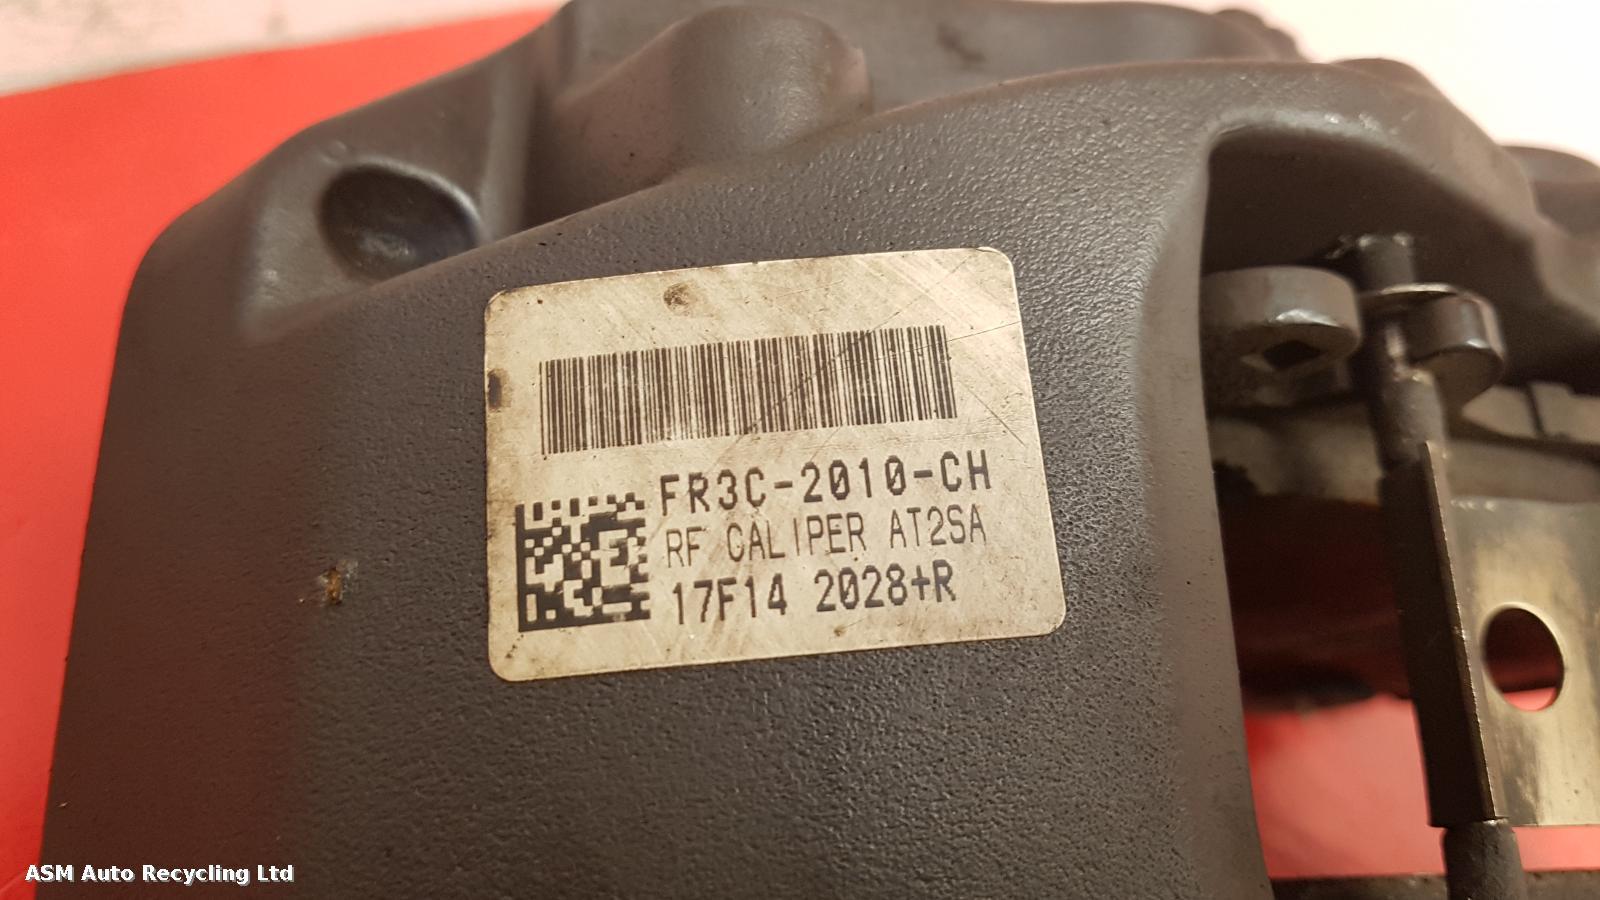 FR3C-2010-CH
RF CALIPER AT2SA
17F14 2028+R
ASM Auto Recycling Ltd